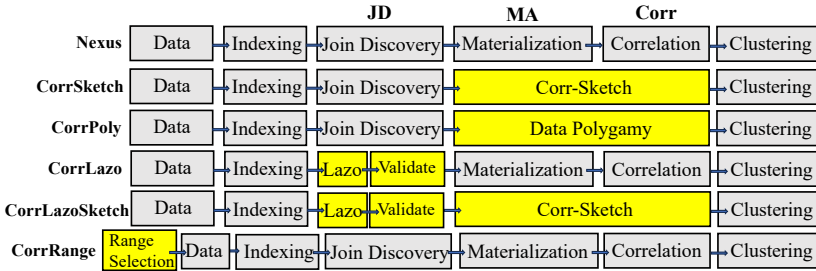 JD MA Corr
Nexus Data Indexing Join Discovery Materialization Correlation Clustering
CorrSketch Data Indexing Join Discovery Corr-Sketch Clustering
CorrPoly Data Indexing Join Discovery Data Polygamy Clustering
CorrLazo Data Indexing Lazo Validate Materialization Correlation Clustering
CorrLazoSketch Data Indexing Lazo Validate Corr-Sketch Clustering
CorrRange Range Selection Data Indexing Join Discovery Materialization Correlation Clustering